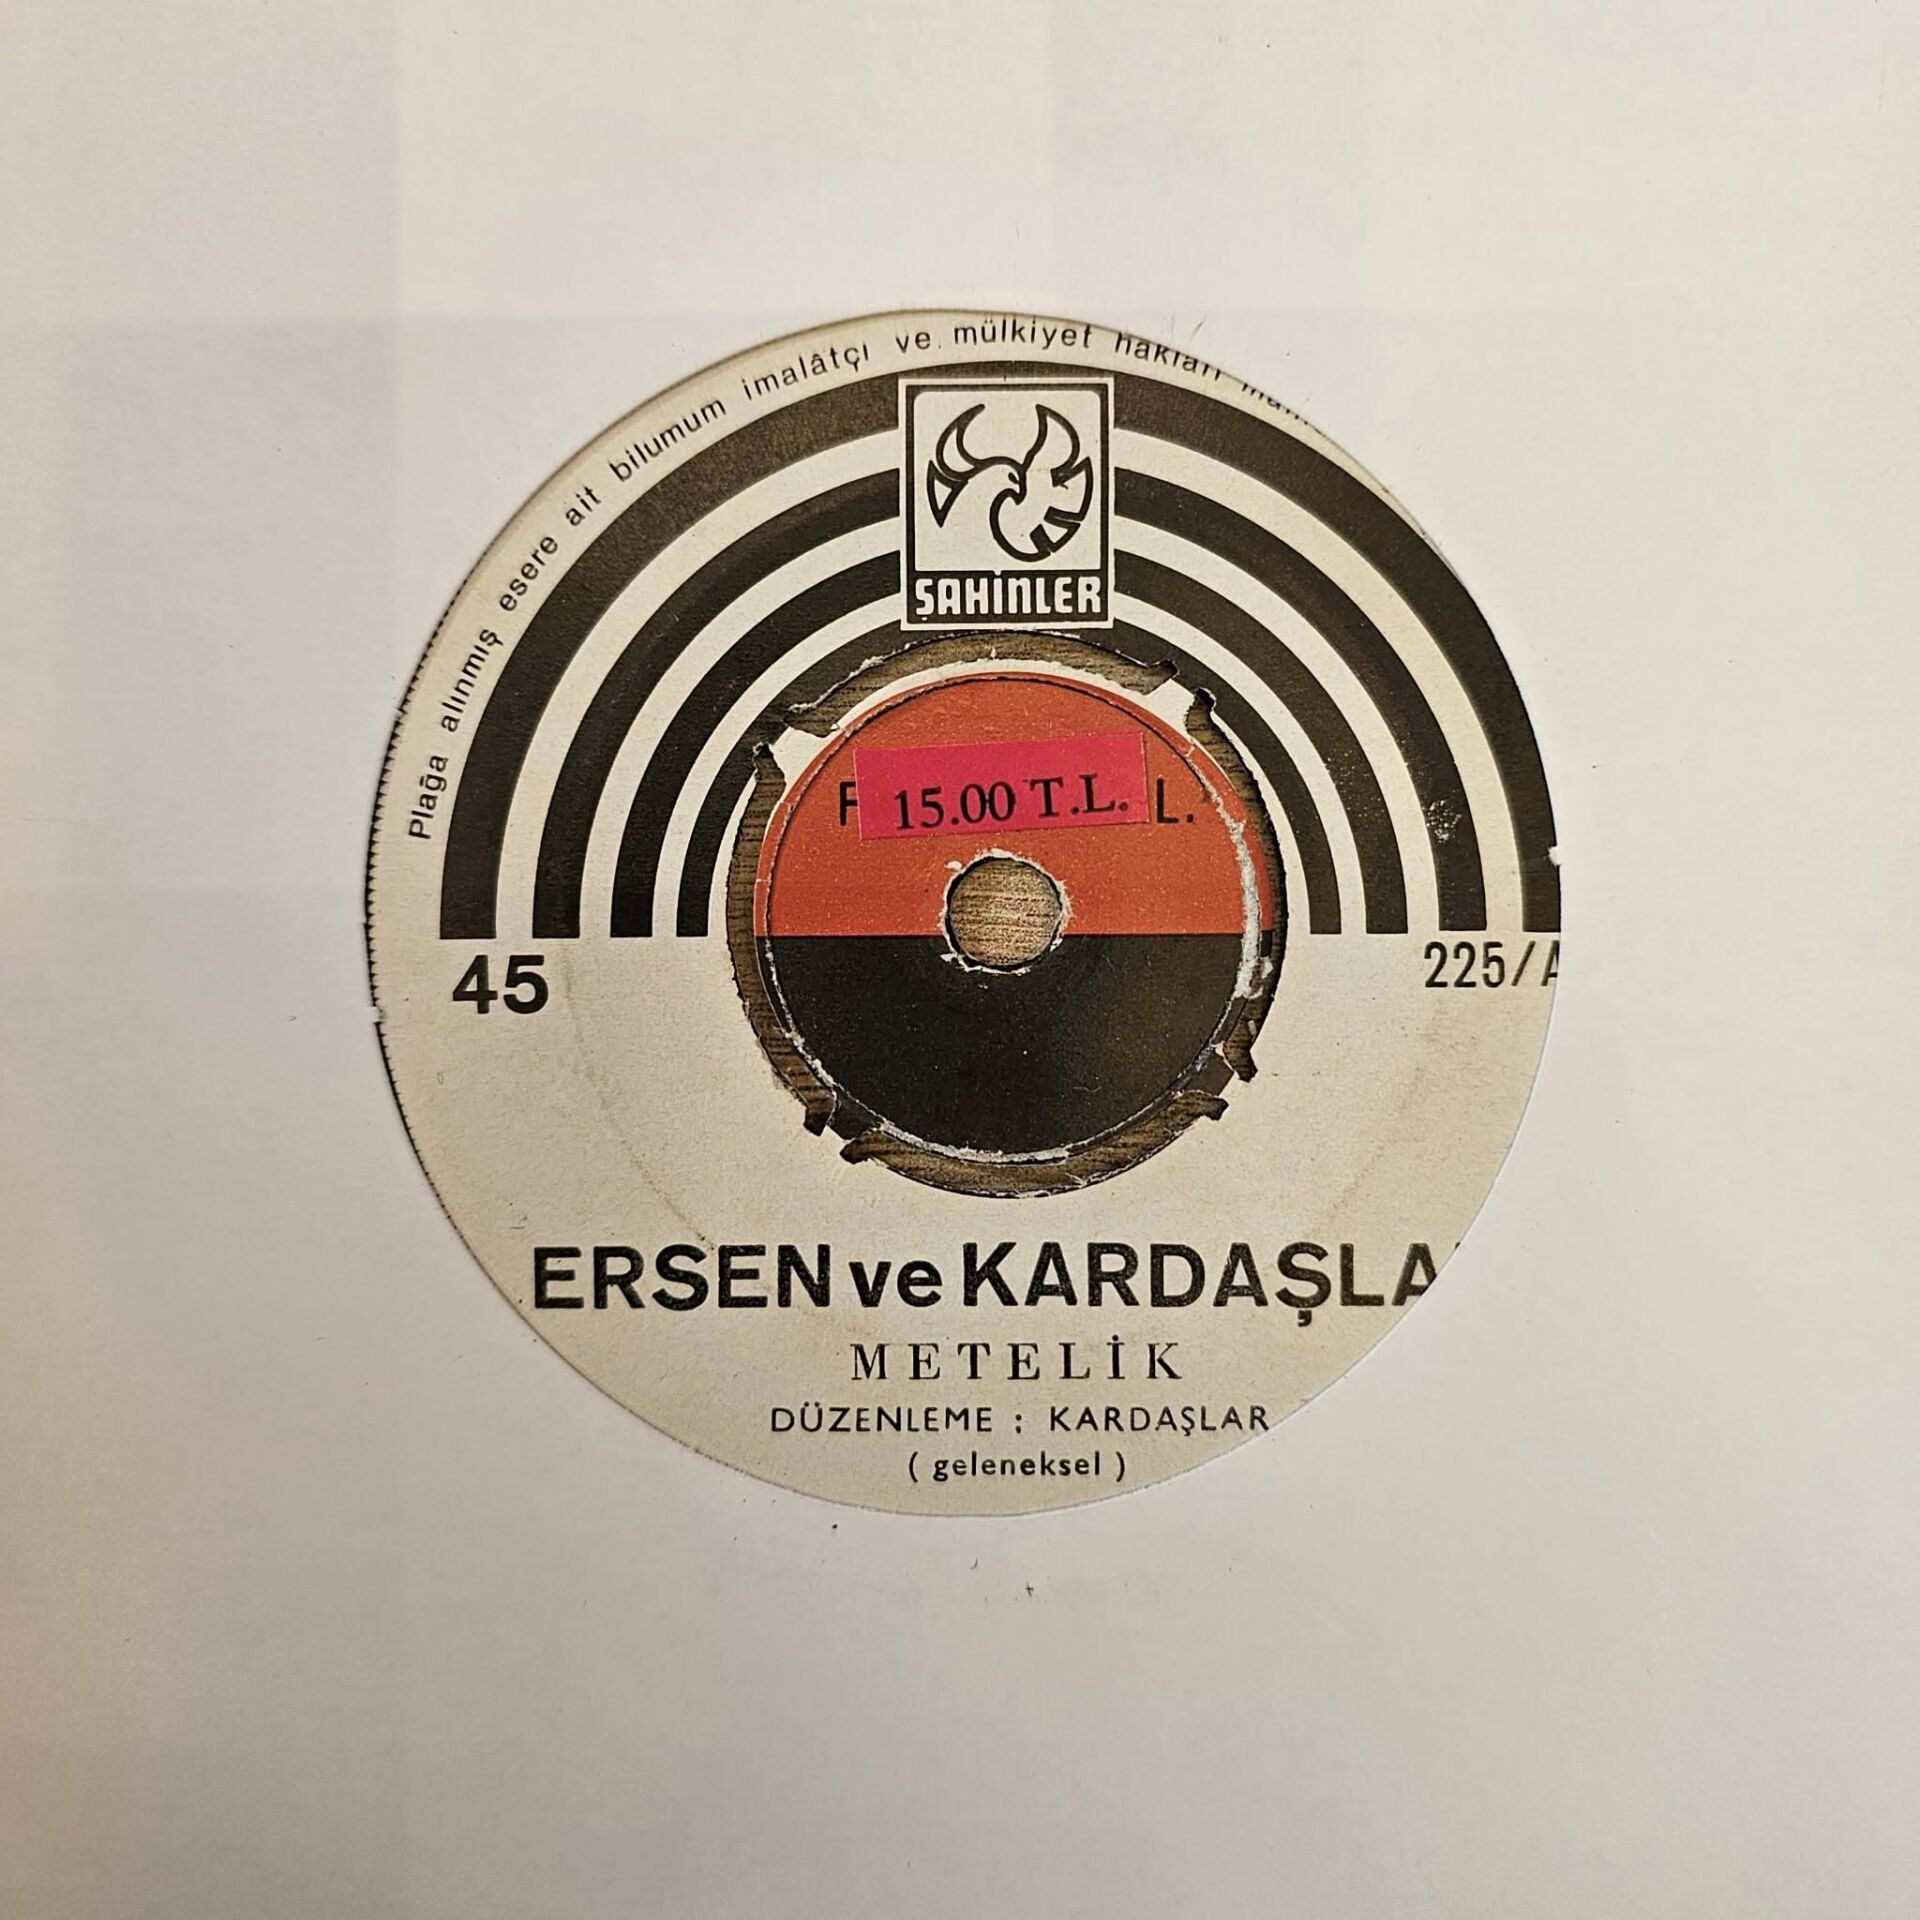 Plağa alınmış esere ait bilumum imalâtçı ve mülkiyet hakları
ŞAHİNLER
F 15.00 T.L. L.
45
225/A
ERSEN ve KARDAŞLA
METELİK
DÜZENLEME : KARDAŞLAR
( geleneksel )